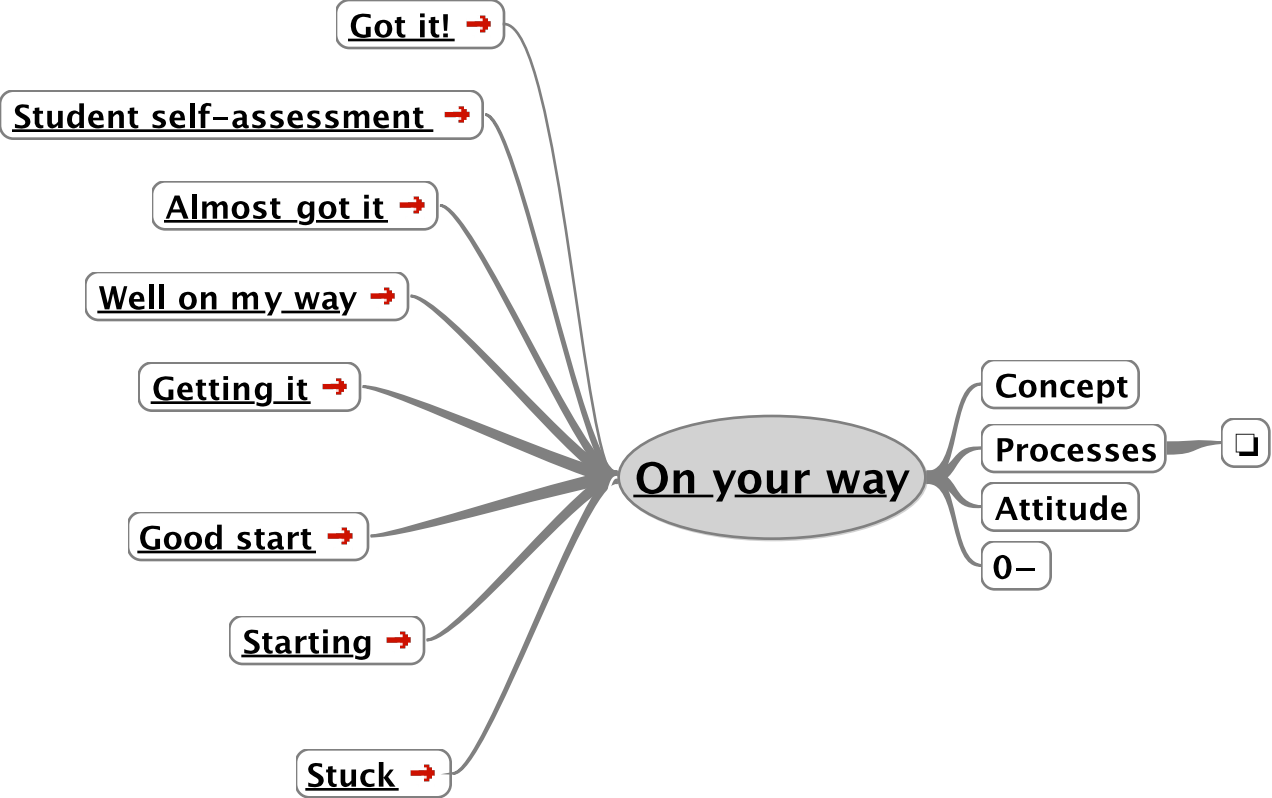 Got it!
Student self-assessment
Almost got it
Well on my way
Getting it
Good start
Starting
Stuck
On your way
Concept
Processes
❏
Attitude
0–